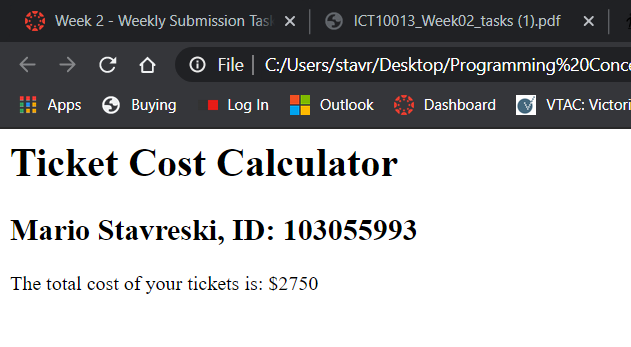 Week 2 - Weekly Submission Tas
ICT10013_Week02_tasks (1).pdf
File | C:/Users/stavr/Desktop/Programming%20Conce
Apps
Buying
Log In
Outlook
Dashboard
VTAC: Victori
Ticket Cost Calculator
Mario Stavreski, ID: 103055993
The total cost of your tickets is: $2750